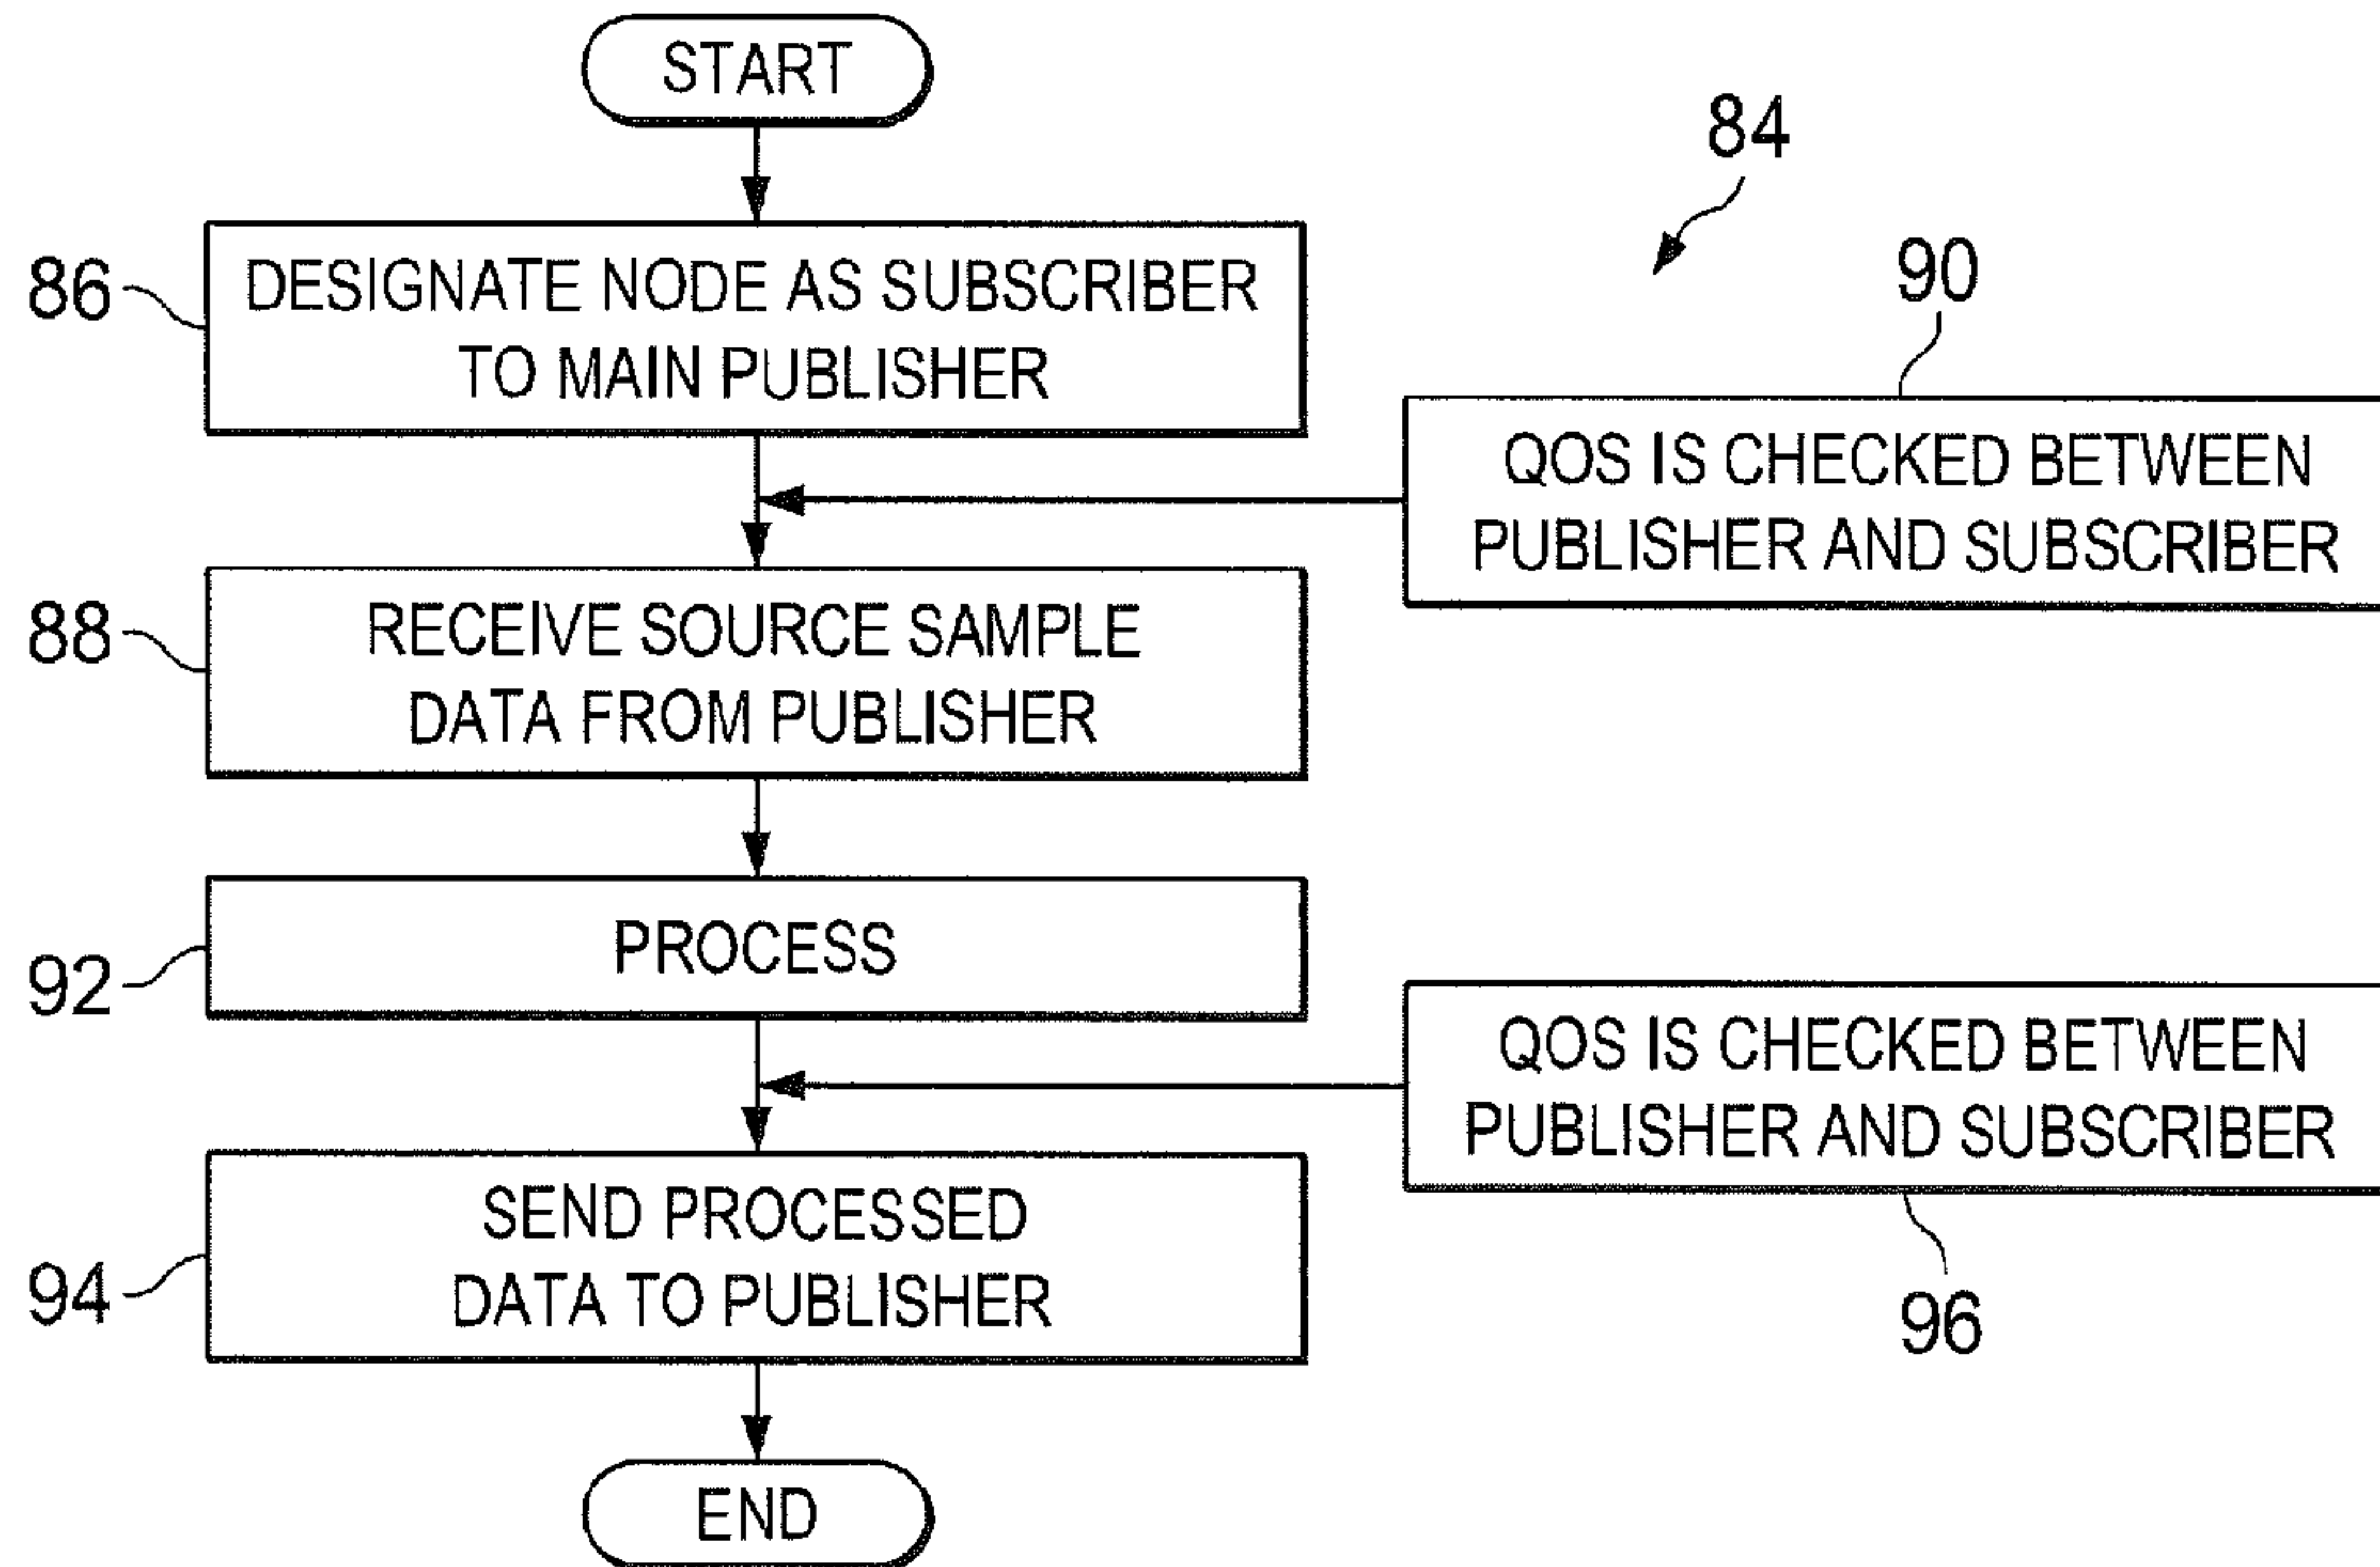 START
84
86
DESIGNATE NODE AS SUBSCRIBER
TO MAIN PUBLISHER
90
QOS IS CHECKED BETWEEN
PUBLISHER AND SUBSCRIBER
88
RECEIVE SOURCE SAMPLE
DATA FROM PUBLISHER
92
PROCESS
QOS IS CHECKED BETWEEN
PUBLISHER AND SUBSCRIBER
96
94
SEND PROCESSED
DATA TO PUBLISHER
END